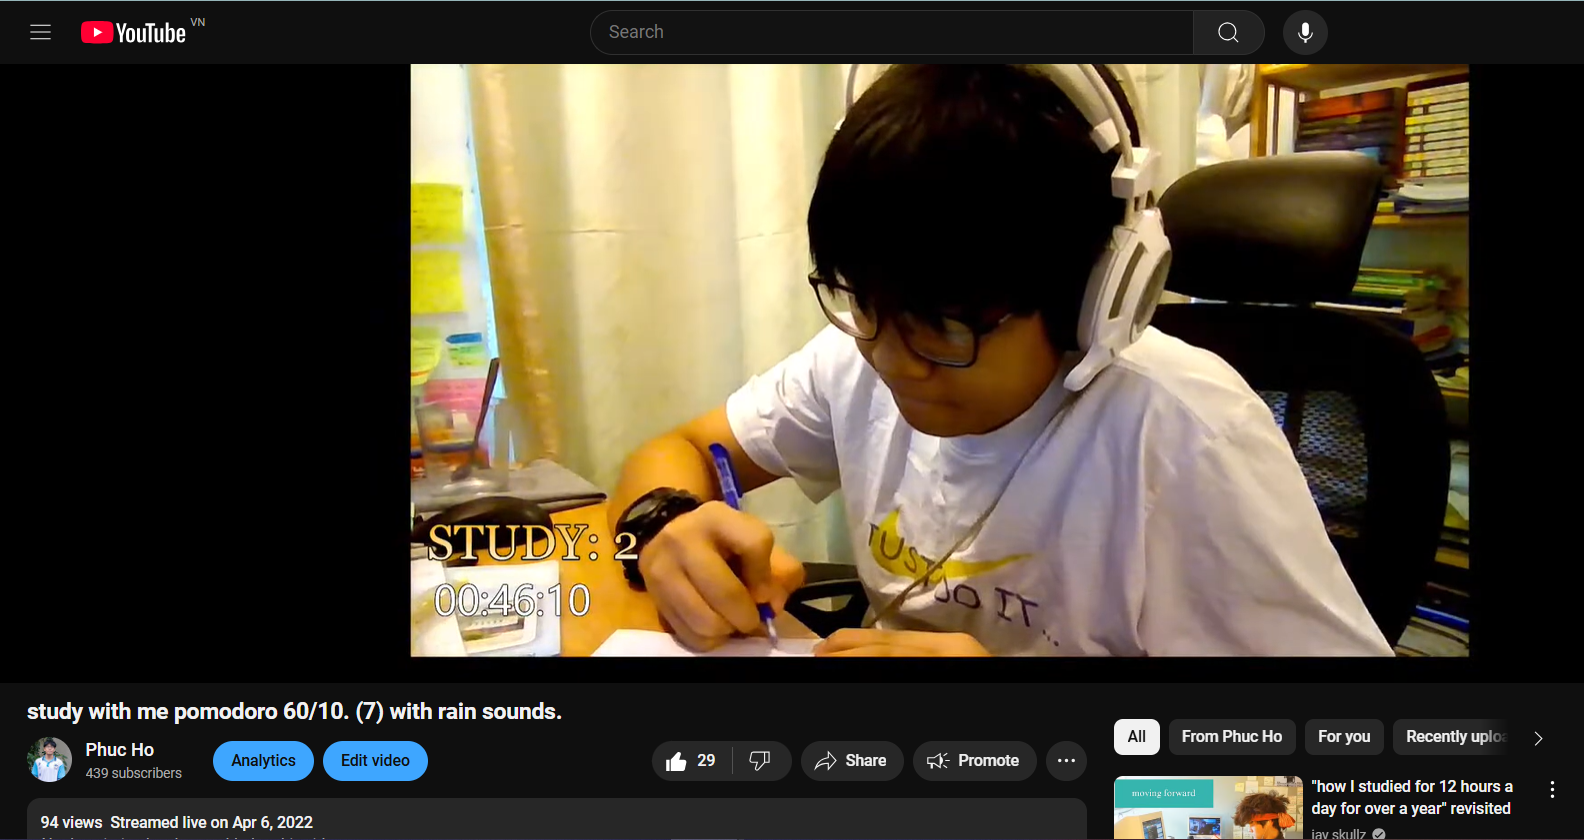 YouTube VN
Search
JUST DO IT...
STUDY: 2
00:46:10
study with me pomodoro 60/10. (7) with rain sounds.
Phuc Ho
439 subscribers
Analytics
Edit video
29
Share
Promote
94 views Streamed live on Apr 6, 2022
All
From Phuc Ho
For you
Recently uplo
moving forward
"how I studied for 12 hours a
day for over a year" revisited
jay skullz